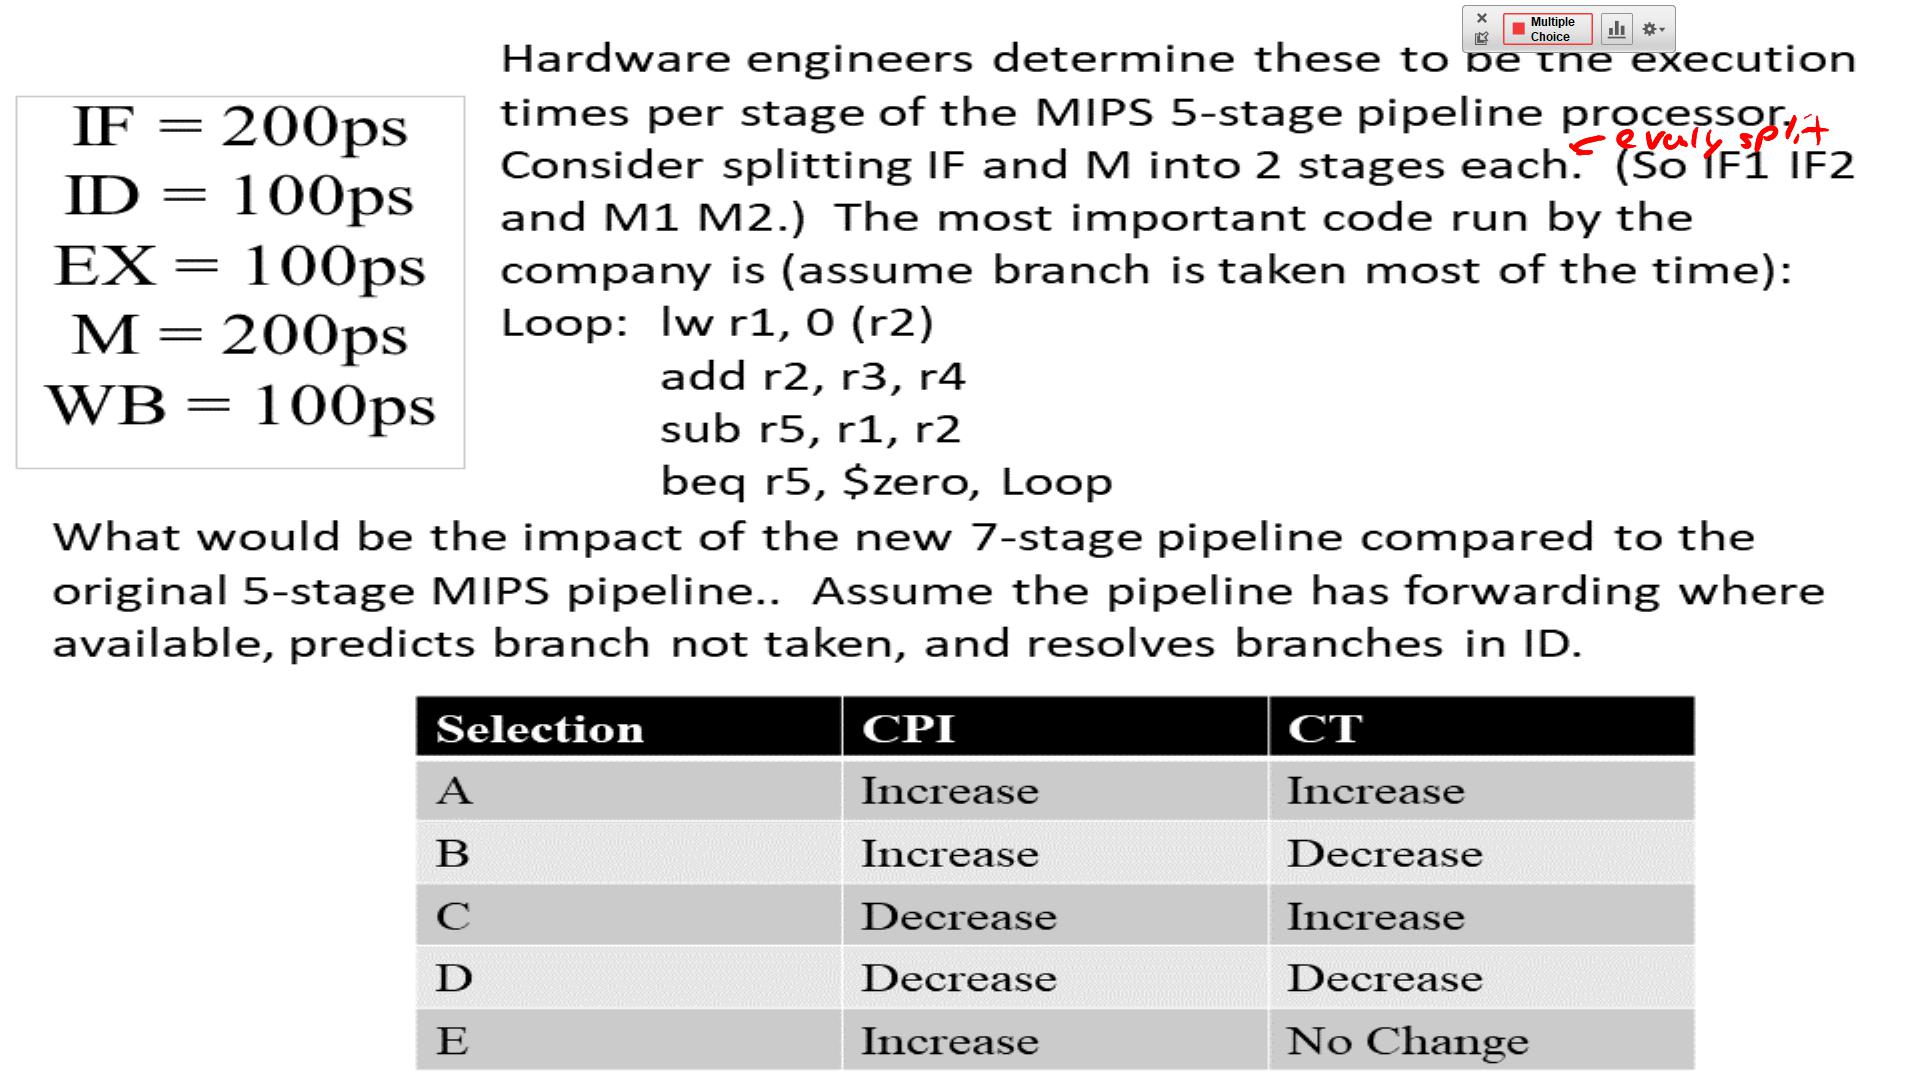 Multiple
Choice
Hardware engineers determine these to be the execution
times per stage of the MIPS 5-stage pipeline processor.
← evenly split
Consider splitting IF and M into 2 stages each. (So IF1 IF2
and M1 M2.) The most important code run by the
company is (assume branch is taken most of the time):
IF = 200ps
ID = 100ps
EX = 100ps
M = 200ps
WB = 100ps
Loop: lw r1, 0 (r2)
add r2, r3, r4
sub r5, r1, r2
beq r5, $zero, Loop
What would be the impact of the new 7-stage pipeline compared to the
original 5-stage MIPS pipeline.. Assume the pipeline has forwarding where
available, predicts branch not taken, and resolves branches in ID.
Selection CPI CT
A Increase Increase
B Increase Decrease
C Decrease Increase
D Decrease Decrease
E Increase No Change